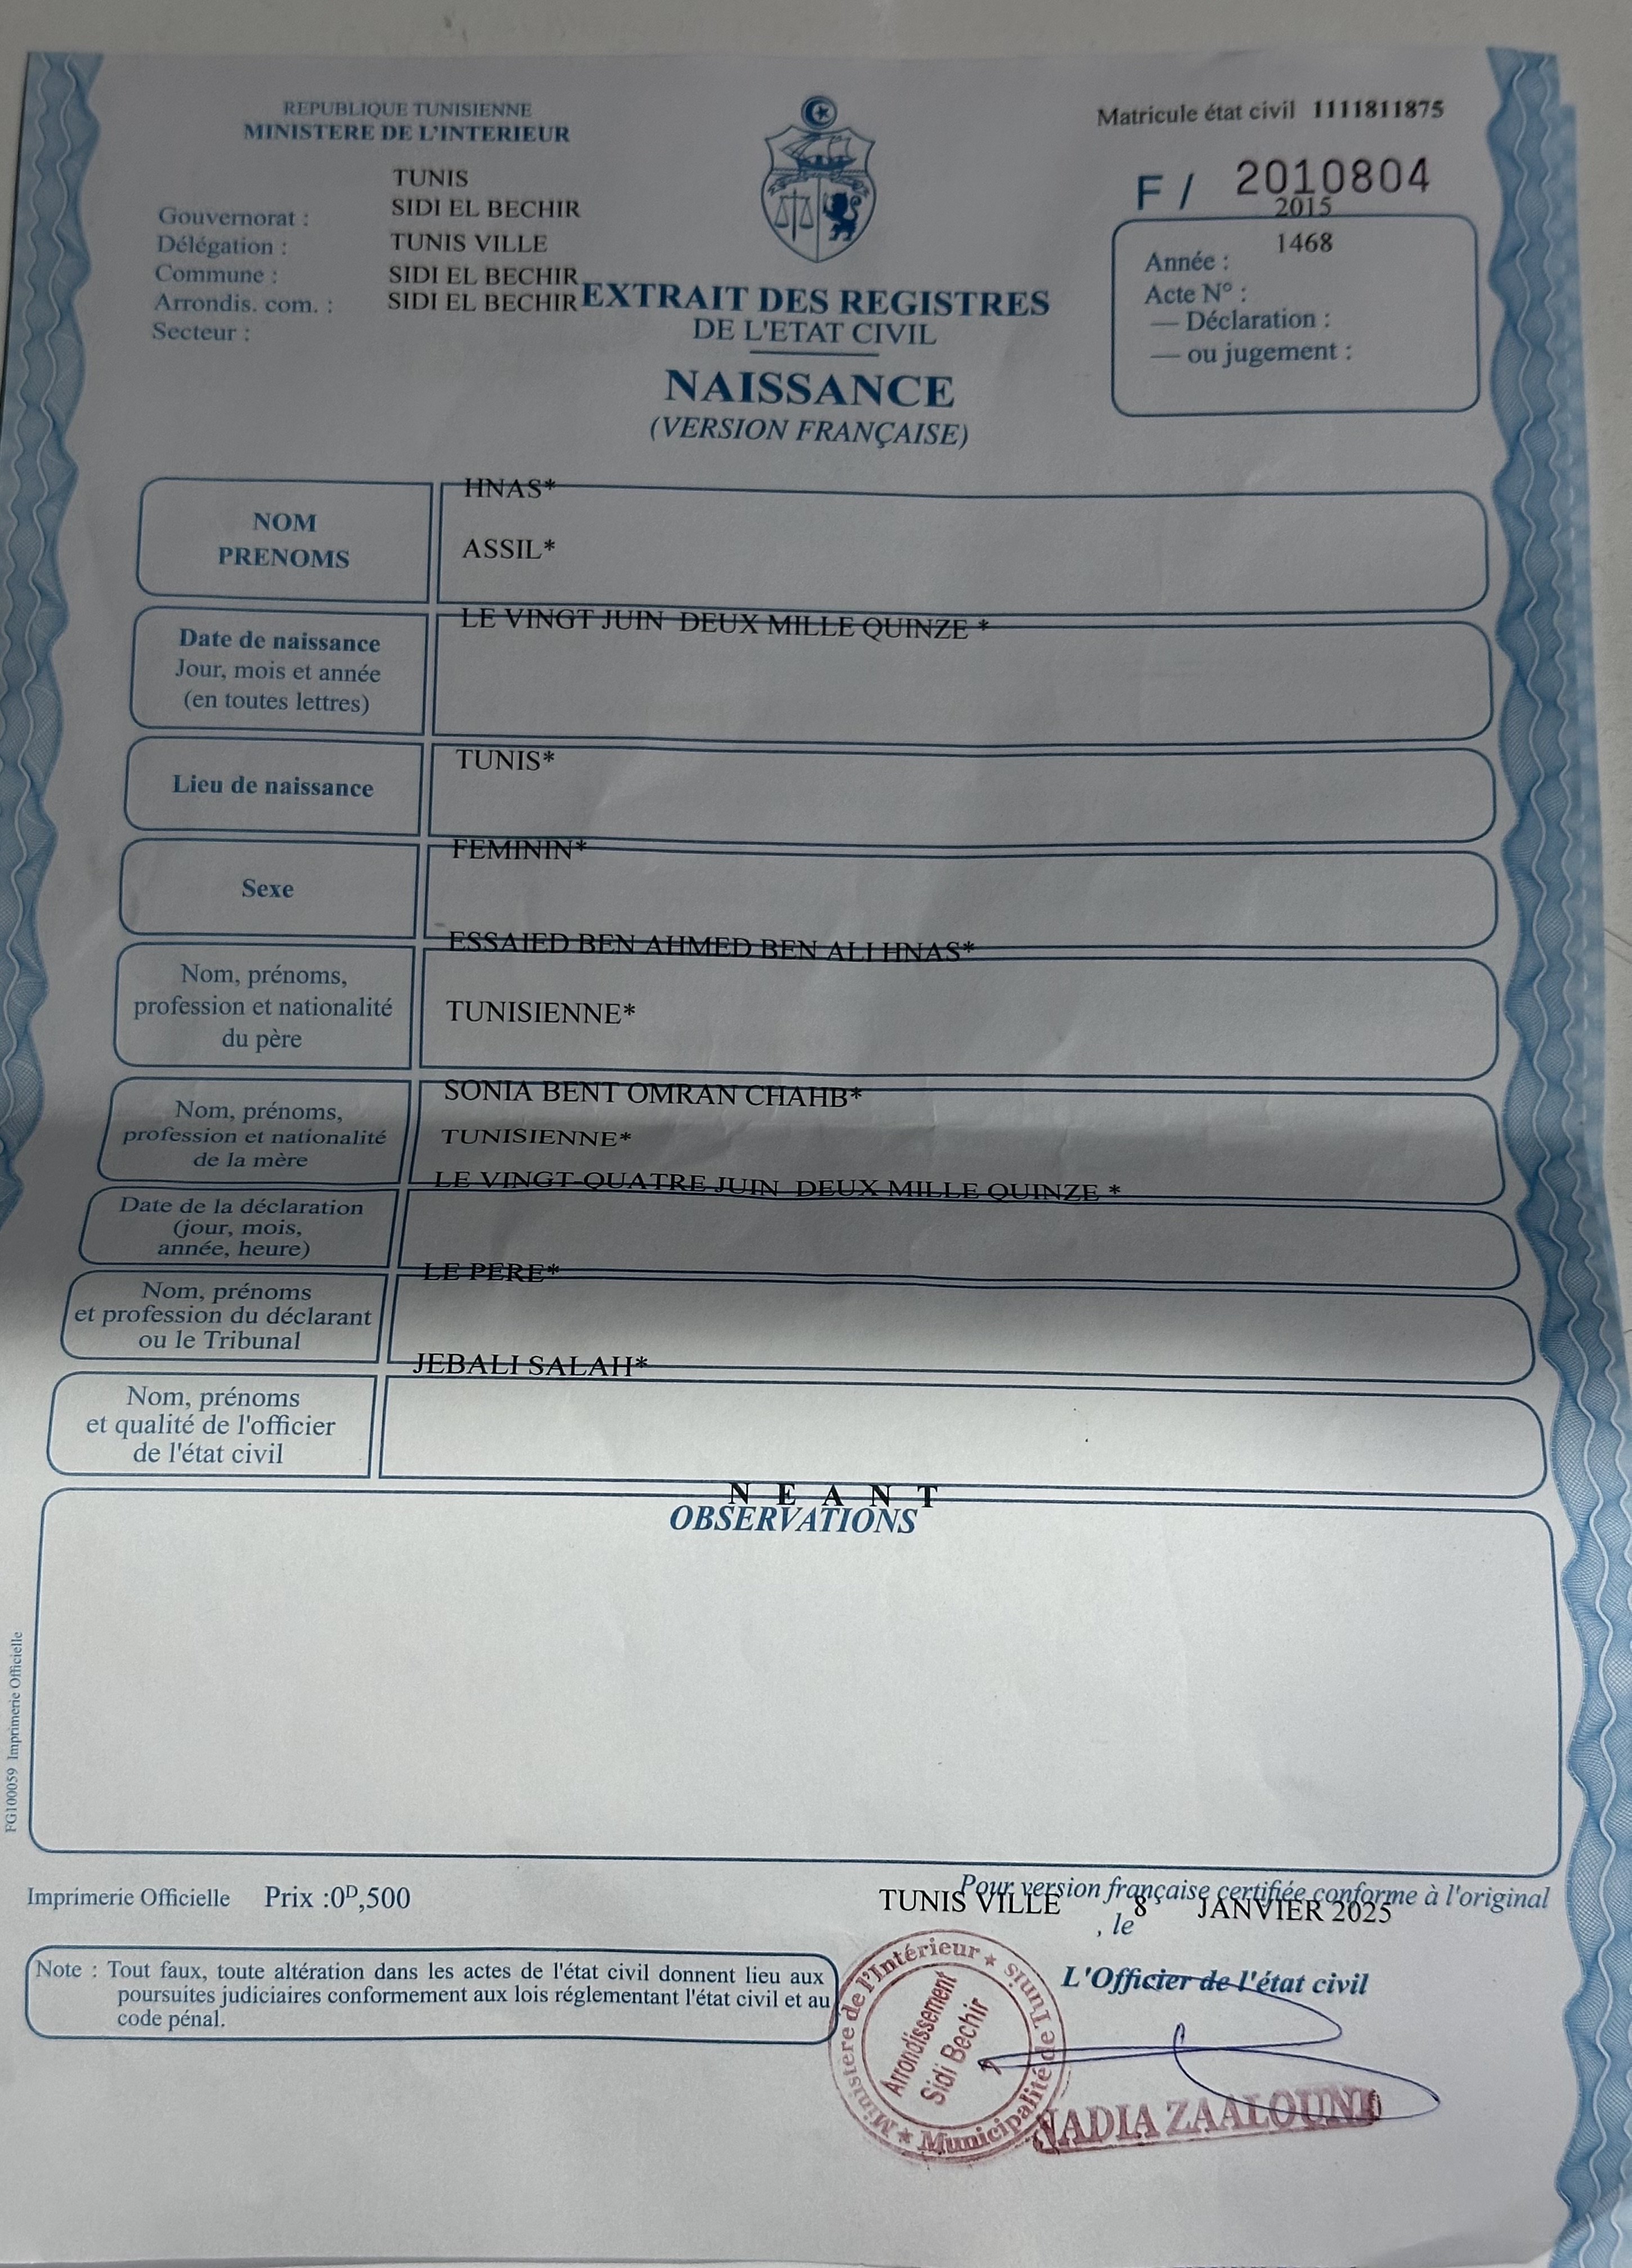 REPUBLIQUE TUNISIENNE
MINISTERE DE L'INTERIEUR
Matricule état civil 1111811875
F / 2010804
TUNIS
Gouvernorat : SIDI EL BECHIR
Délégation : TUNIS VILLE
Commune : SIDI EL BECHIR
Arrondis. com. : SIDI EL BECHIR
Secteur :
2015
1468
Année :
Acte N° :
— Déclaration :
— ou jugement :
EXTRAIT DES REGISTRES
DE L'ETAT CIVIL
NAISSANCE
(VERSION FRANÇAISE)
NOM
PRENOMS
HNAS*
ASSIL*
Date de naissance
Jour, mois et année
(en toutes lettres)
LE VINGT JUIN DEUX MILLE QUINZE *
Lieu de naissance
TUNIS*
Sexe
FEMININ*
Nom, prénoms,
profession et nationalité
du père
ESSAIED BEN AHMED BEN ALI HNAS*
TUNISIENNE*
Nom, prénoms,
profession et nationalité
de la mère
SONIA BENT OMRAN CHAHB*
TUNISIENNE*
Date de la déclaration
(jour, mois,
année, heure)
LE VINGT-QUATRE JUIN DEUX MILLE QUINZE *
Nom, prénoms
et profession du déclarant
ou le Tribunal
LE PERE*
Nom, prénoms
et qualité de l'officier
de l'état civil
JEBALI SALAH*
N E A N T
OBSERVATIONS
FG100059 Imprimerie Officielle
Imprimerie Officielle Prix :0ᴰ,500
Pour version française certifiée conforme à l'original
TUNIS VILLE , le 8 JANVIER 2025
L'Officier de l'état civil
Note : Tout faux, toute altération dans les actes de l'état civil donnent lieu aux
poursuites judiciaires conformement aux lois réglementant l'état civil et au
code pénal.
Ministere de l'Intérieur ★ Municipalité de Tunis ★
Arrondissement
Sidi Bechir
NADIA ZAALOUNI